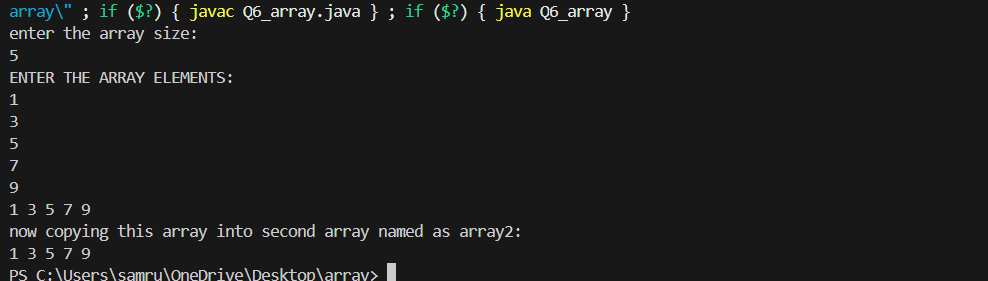 array\" ; if ($?) { javac Q6_array.java } ; if ($?) { java Q6_array }
enter the array size:
5
ENTER THE ARRAY ELEMENTS:
1
3
5
7
9
1 3 5 7 9
now copying this array into second array named as array2:
1 3 5 7 9
PS C:\Users\samru\OneDrive\Desktop\array>